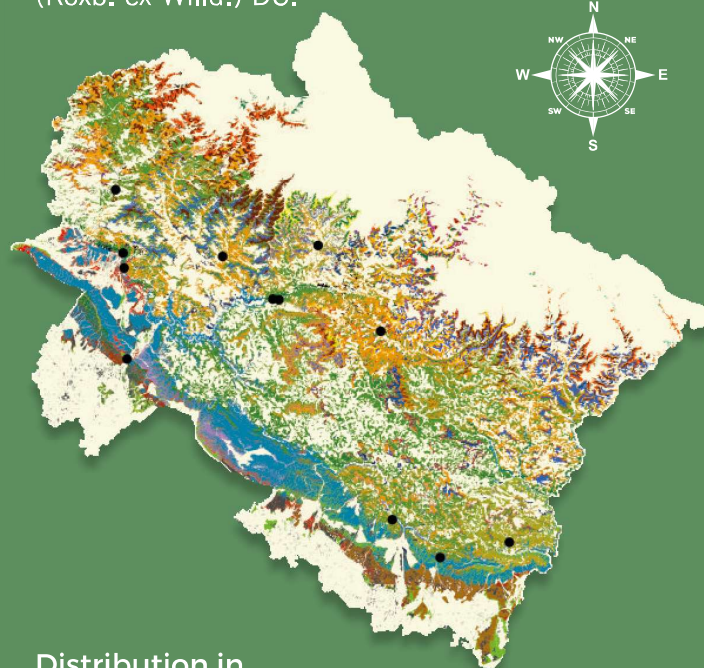 (Roxb. ex Willd.) DC.
N
NW
NE
W
E
SW
SE
S
Distribution in